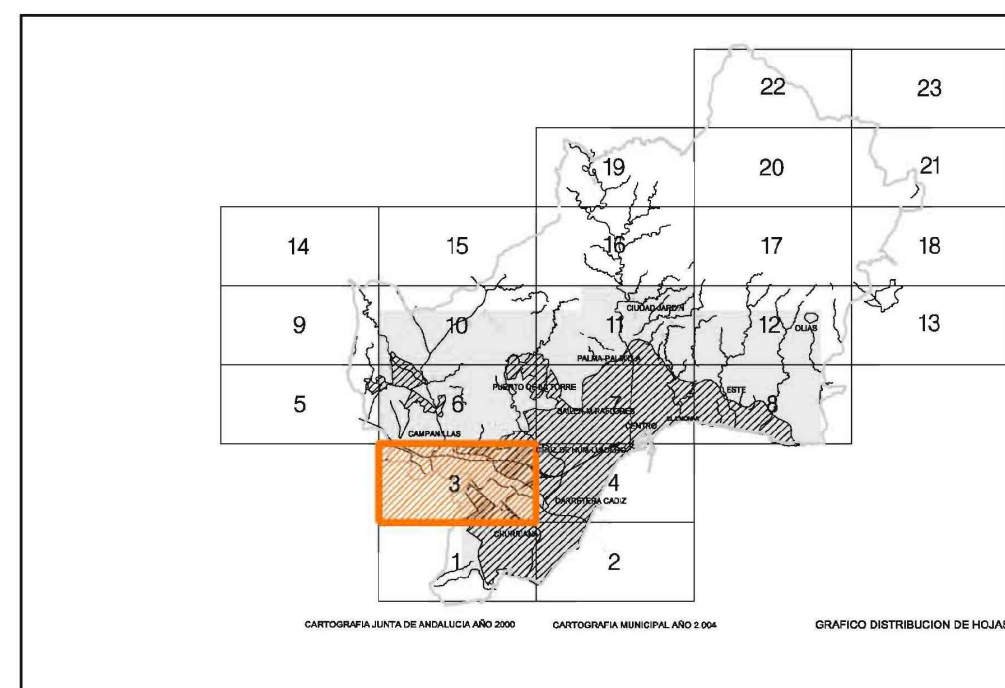 22 23
19 20 21
14 15 16 17 18
CIUDAD JARDIN
9 10 11 12 OLIAS 13
PALMA-PALMILLA
PUERTO DE LA TORRE
ESTE
5 6 7 8
CAMPANILLAS CENTRO
3 4
CARRETERA CADIZ
CHURRIANA
1 2
CARTOGRAFIA JUNTA DE ANDALUCIA AÑO 2000 CARTOGRAFIA MUNICIPAL AÑO 2.004 GRAFICO DISTRIBUCION DE HOJAS